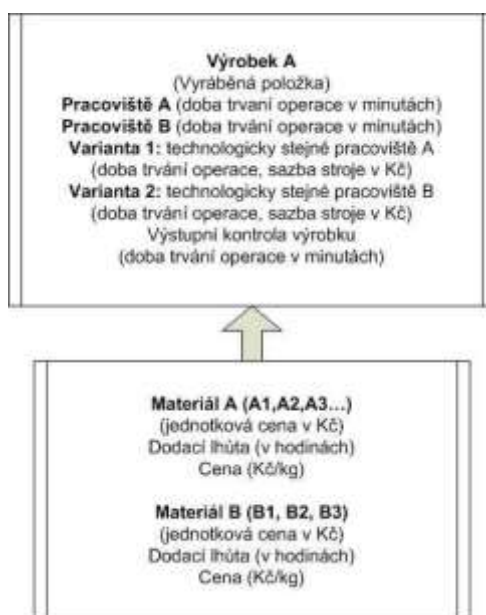 Výrobek A
(Vyráběná položka)
Pracoviště A (doba trvaní operace v minutách)
Pracoviště B (doba trvaní operace v minutách)
Varianta 1: technologicky stejné pracoviště A
(doba trvání operace, sazba stroje v Kč)
Varianta 2: technologicky stejné pracoviště B
(doba trvání operace, sazba stroje v Kč)
Výstupní kontrola výrobku
(doba trvání operace v minutách)
Materiál A (A1,A2,A3...)
(jednotková cena v Kč)
Dodací lhůta (v hodinách)
Cena (Kč/kg)
Materiál B (B1, B2, B3)
(jednotková cena v Kč)
Dodací lhůta (v hodinách)
Cena (Kč/kg)